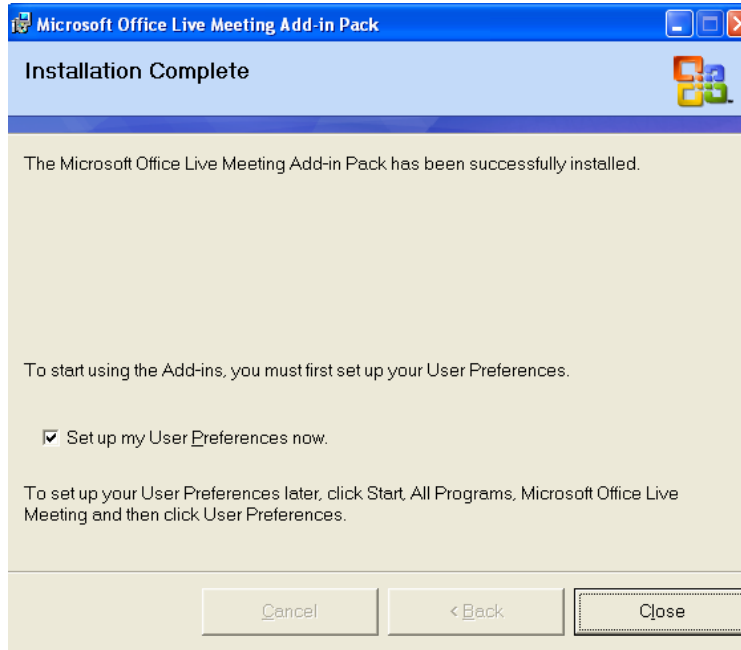 Microsoft Office Live Meeting Add-in Pack
Installation Complete
The Microsoft Office Live Meeting Add-in Pack has been successfully installed.
To start using the Add-ins, you must first set up your User Preferences.
Set up my User Preferences now.
To set up your User Preferences later, click Start, All Programs, Microsoft Office Live
Meeting and then click User Preferences.
Cancel
< Back
Close